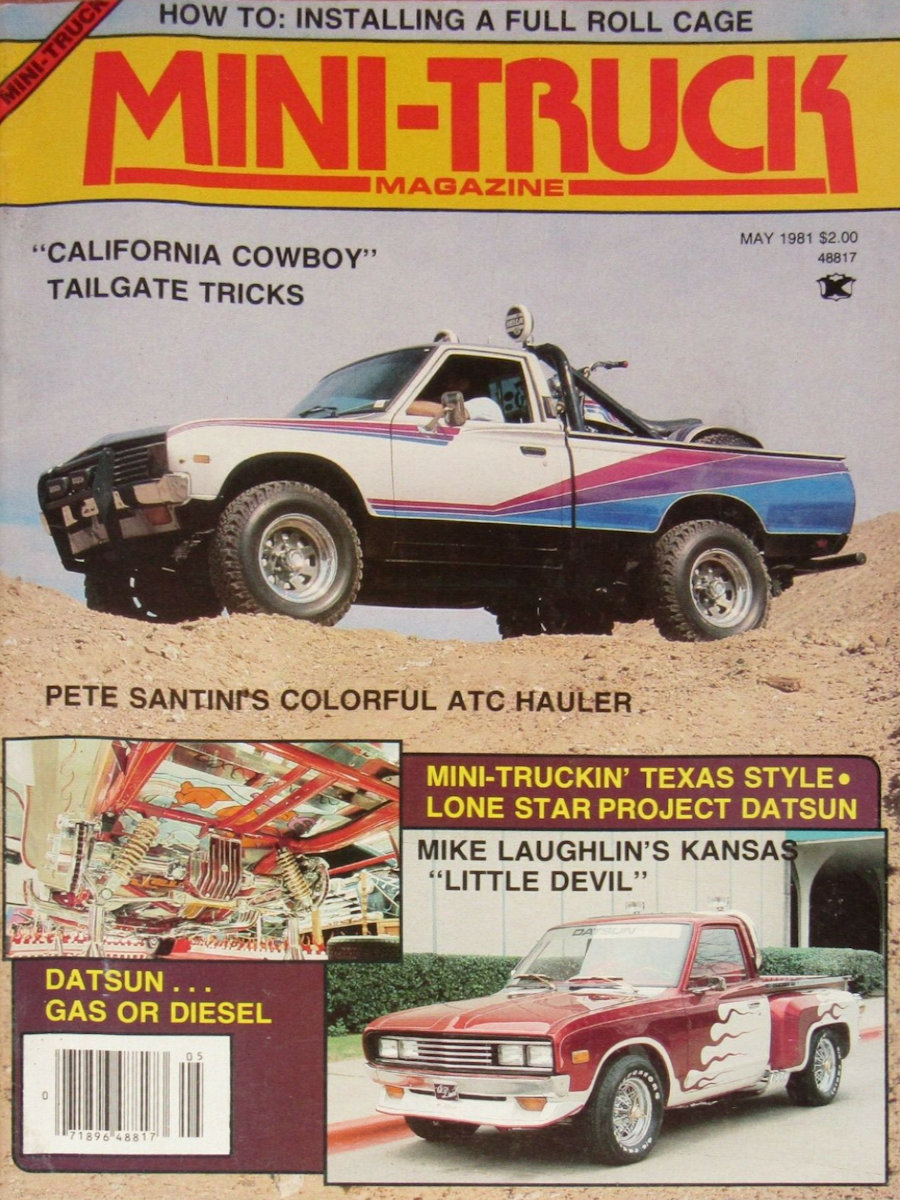 HOW TO: INSTALLING A FULL ROLL CAGE
MINI-TRUCK
MINI-TRUCK
MAGAZINE
"CALIFORNIA COWBOY"
TAILGATE TRICKS
MAY 1981 $2.00
48817
K
HELLA
PETE SANTINI'S COLORFUL ATC HAULER
MINI-TRUCKIN' TEXAS STYLE•
LONE STAR PROJECT DATSUN
MIKE LAUGHLIN'S KANSAS
"LITTLE DEVIL"
DATSUN
DATSUN . . .
GAS OR DIESEL
05
0
71896 48817